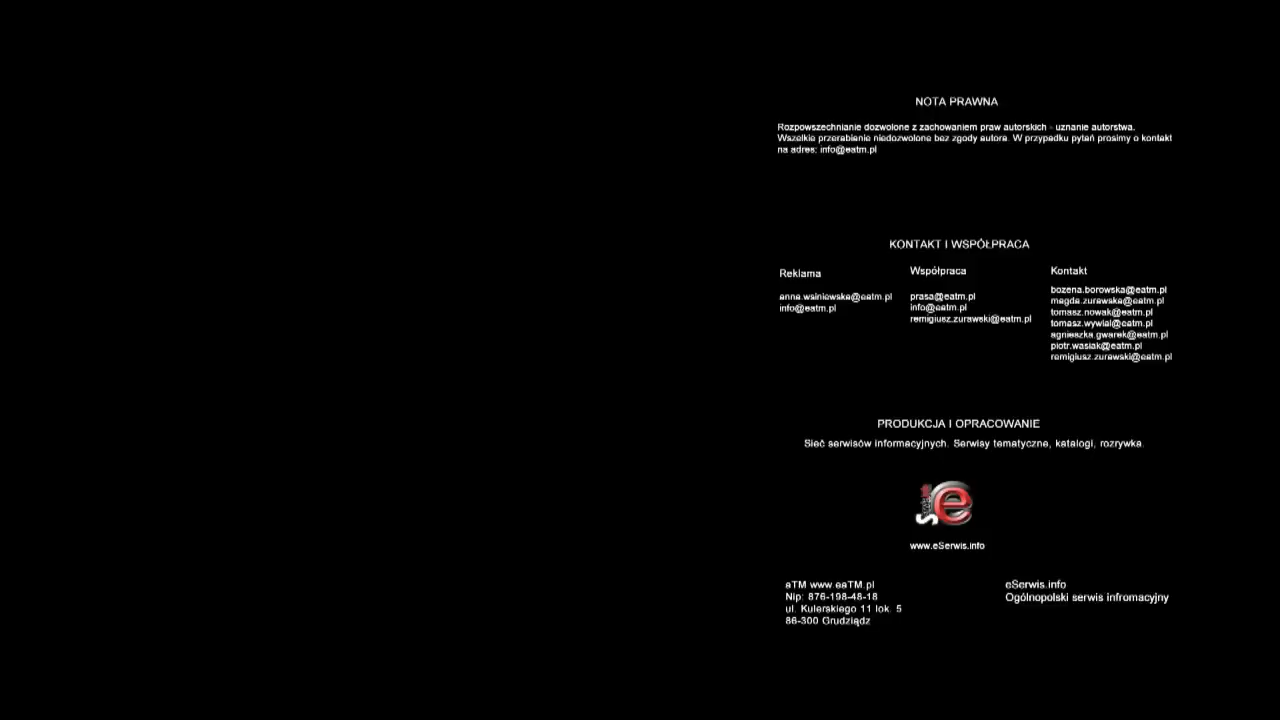 NOTA PRAWNA
Rozpowszechnianie dozwolone z zachowaniem praw autorskich - uznanie autorstwa.
Wszelkie przerabianie niedozwolone bez zgody autora. W przypadku pytań prosimy o kontakt
na adres: info@eatm.pl
KONTAKT I WSPÓŁPRACA
Reklama
anna.wsiniewska@eatm.pl
info@eatm.pl
Współpraca
prasa@eatm.pl
info@eatm.pl
remigiusz.zurawski@eatm.pl
Kontakt
bozena.borowska@eatm.pl
magda.zurawska@eatm.pl
tomasz.nowak@eatm.pl
tomasz.wywial@eatm.pl
agnieszka.gwarek@eatm.pl
piotr.wasiak@eatm.pl
remigiusz.zurawski@eatm.pl
PRODUKCJA I OPRACOWANIE
Sieć serwisów informacyjnych. Serwisy tematyczne, katalogi, rozrywka.
e
www.eSerwis.info
aTM www eaTM.pl
Nip: 876-198-48-18
ul. Kulerskiego 11 lok. 5
86-300 Grudziądz
eSerwis.info
Ogólnopolski serwis infromacyjny